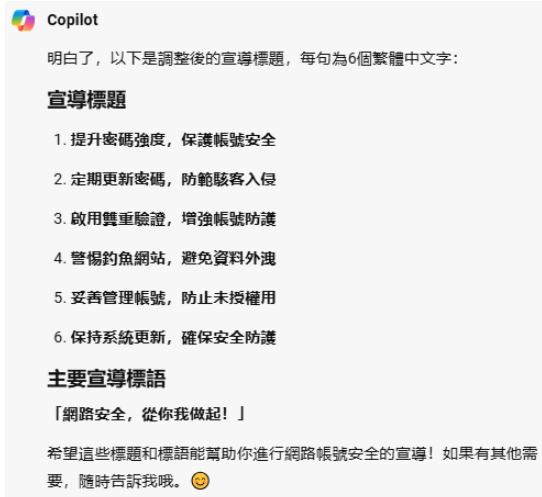 Copilot
明白了，以下是調整後的宣導標題，每句為6個繁體中文字：
宣導標題
1. 提升密碼強度，保護帳號安全
2. 定期更新密碼，防範駭客入侵
3. 啟用雙重驗證，增強帳號防護
4. 警惕釣魚網站，避免資料外洩
5. 妥善管理帳號，防止未授權用
6. 保持系統更新，確保安全防護
主要宣導標語
「網路安全，從你我做起！」
希望這些標題和標語能幫助你進行網路帳號安全的宣導！如果有其他需
要，隨時告訴我哦。😊